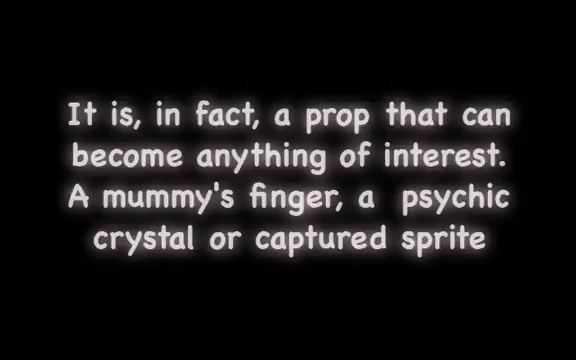 It is, in fact, a prop that can
become anything of interest.
A mummy's finger, a psychic
crystal or captured sprite